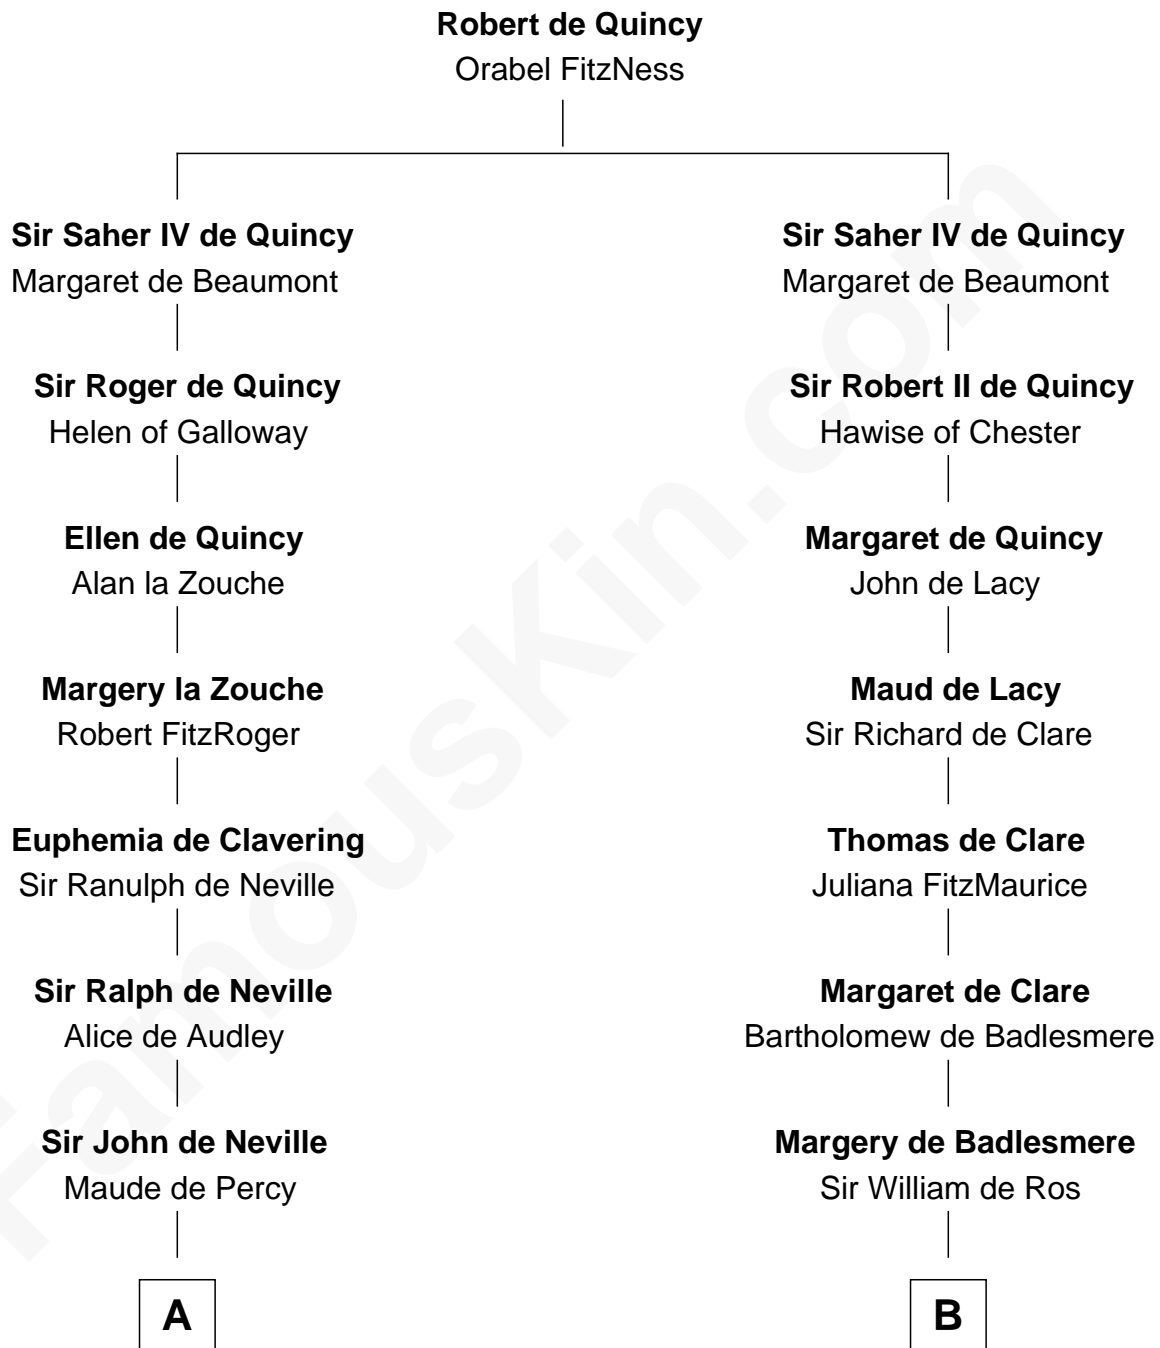 Robert de Quincy
Orabel FitzNess
Sir Saher IV de Quincy
Margaret de Beaumont
Sir Saher IV de Quincy
Margaret de Beaumont
Sir Roger de Quincy
Helen of Galloway
Sir Robert II de Quincy
Hawise of Chester
Ellen de Quincy
Alan la Zouche
Margaret de Quincy
John de Lacy
Margery la Zouche
Robert FitzRoger
Maud de Lacy
Sir Richard de Clare
Euphemia de Clavering
Sir Ranulph de Neville
Thomas de Clare
Juliana FitzMaurice
Sir Ralph de Neville
Alice de Audley
Margaret de Clare
Bartholomew de Badlesmere
Sir John de Neville
Maude de Percy
Margery de Badlesmere
Sir William de Ros
A
B
FamousKin.com